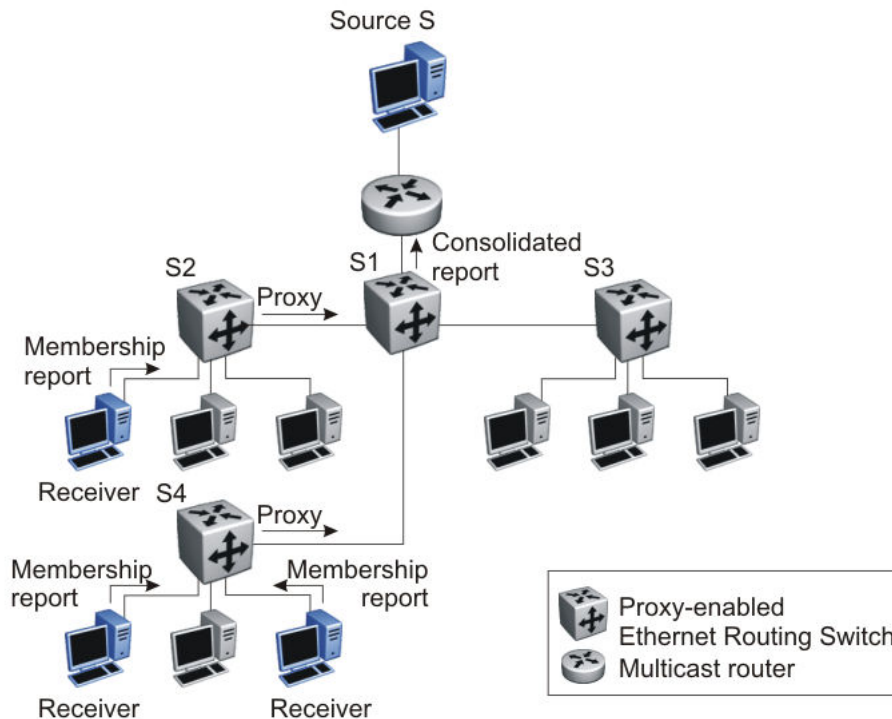 Source S
Consolidated
report
S1
S2
S3
Proxy
Membership
report
Receiver
S4
Proxy
Membership
report
Membership
report
Receiver
Receiver
Proxy-enabled
Ethernet Routing Switch
Multicast router